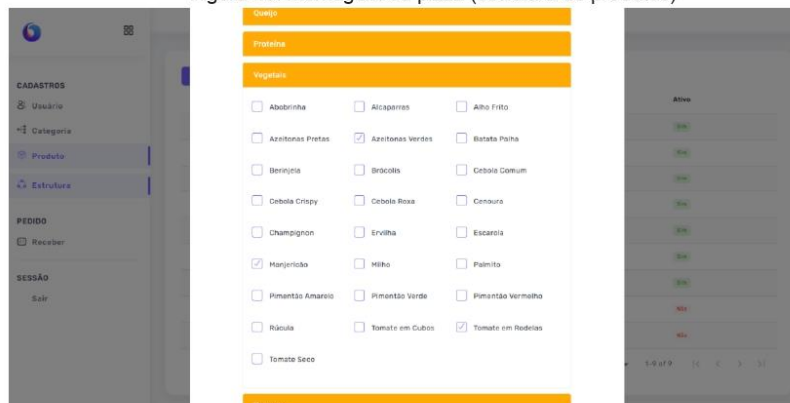 Queijo
Proteína
Vegetais
Abobrinha Alcaparras Alho Frito
Azeitonas Pretas Azeitonas Verdes Batata Palha
Berinjela Brócolis Cebola Comum
Cebola Crispy Cebola Roxa Cenoura
Champignon Ervilha Escarola
Manjericão Milho Palmito
Pimentão Amarelo Pimentão Verde Pimentão Vermelho
Rúcula Tomate em Cubos Tomate em Rodelas
Tomate Seco
CADASTROS
Usuário
Categoria
Produto
Estrutura
PEDIDO
Receber
SESSÃO
Sair
Ativo
Sim
Sim
Sim
Sim
Sim
Sim
Sim
Não
Não
1-9 of 9